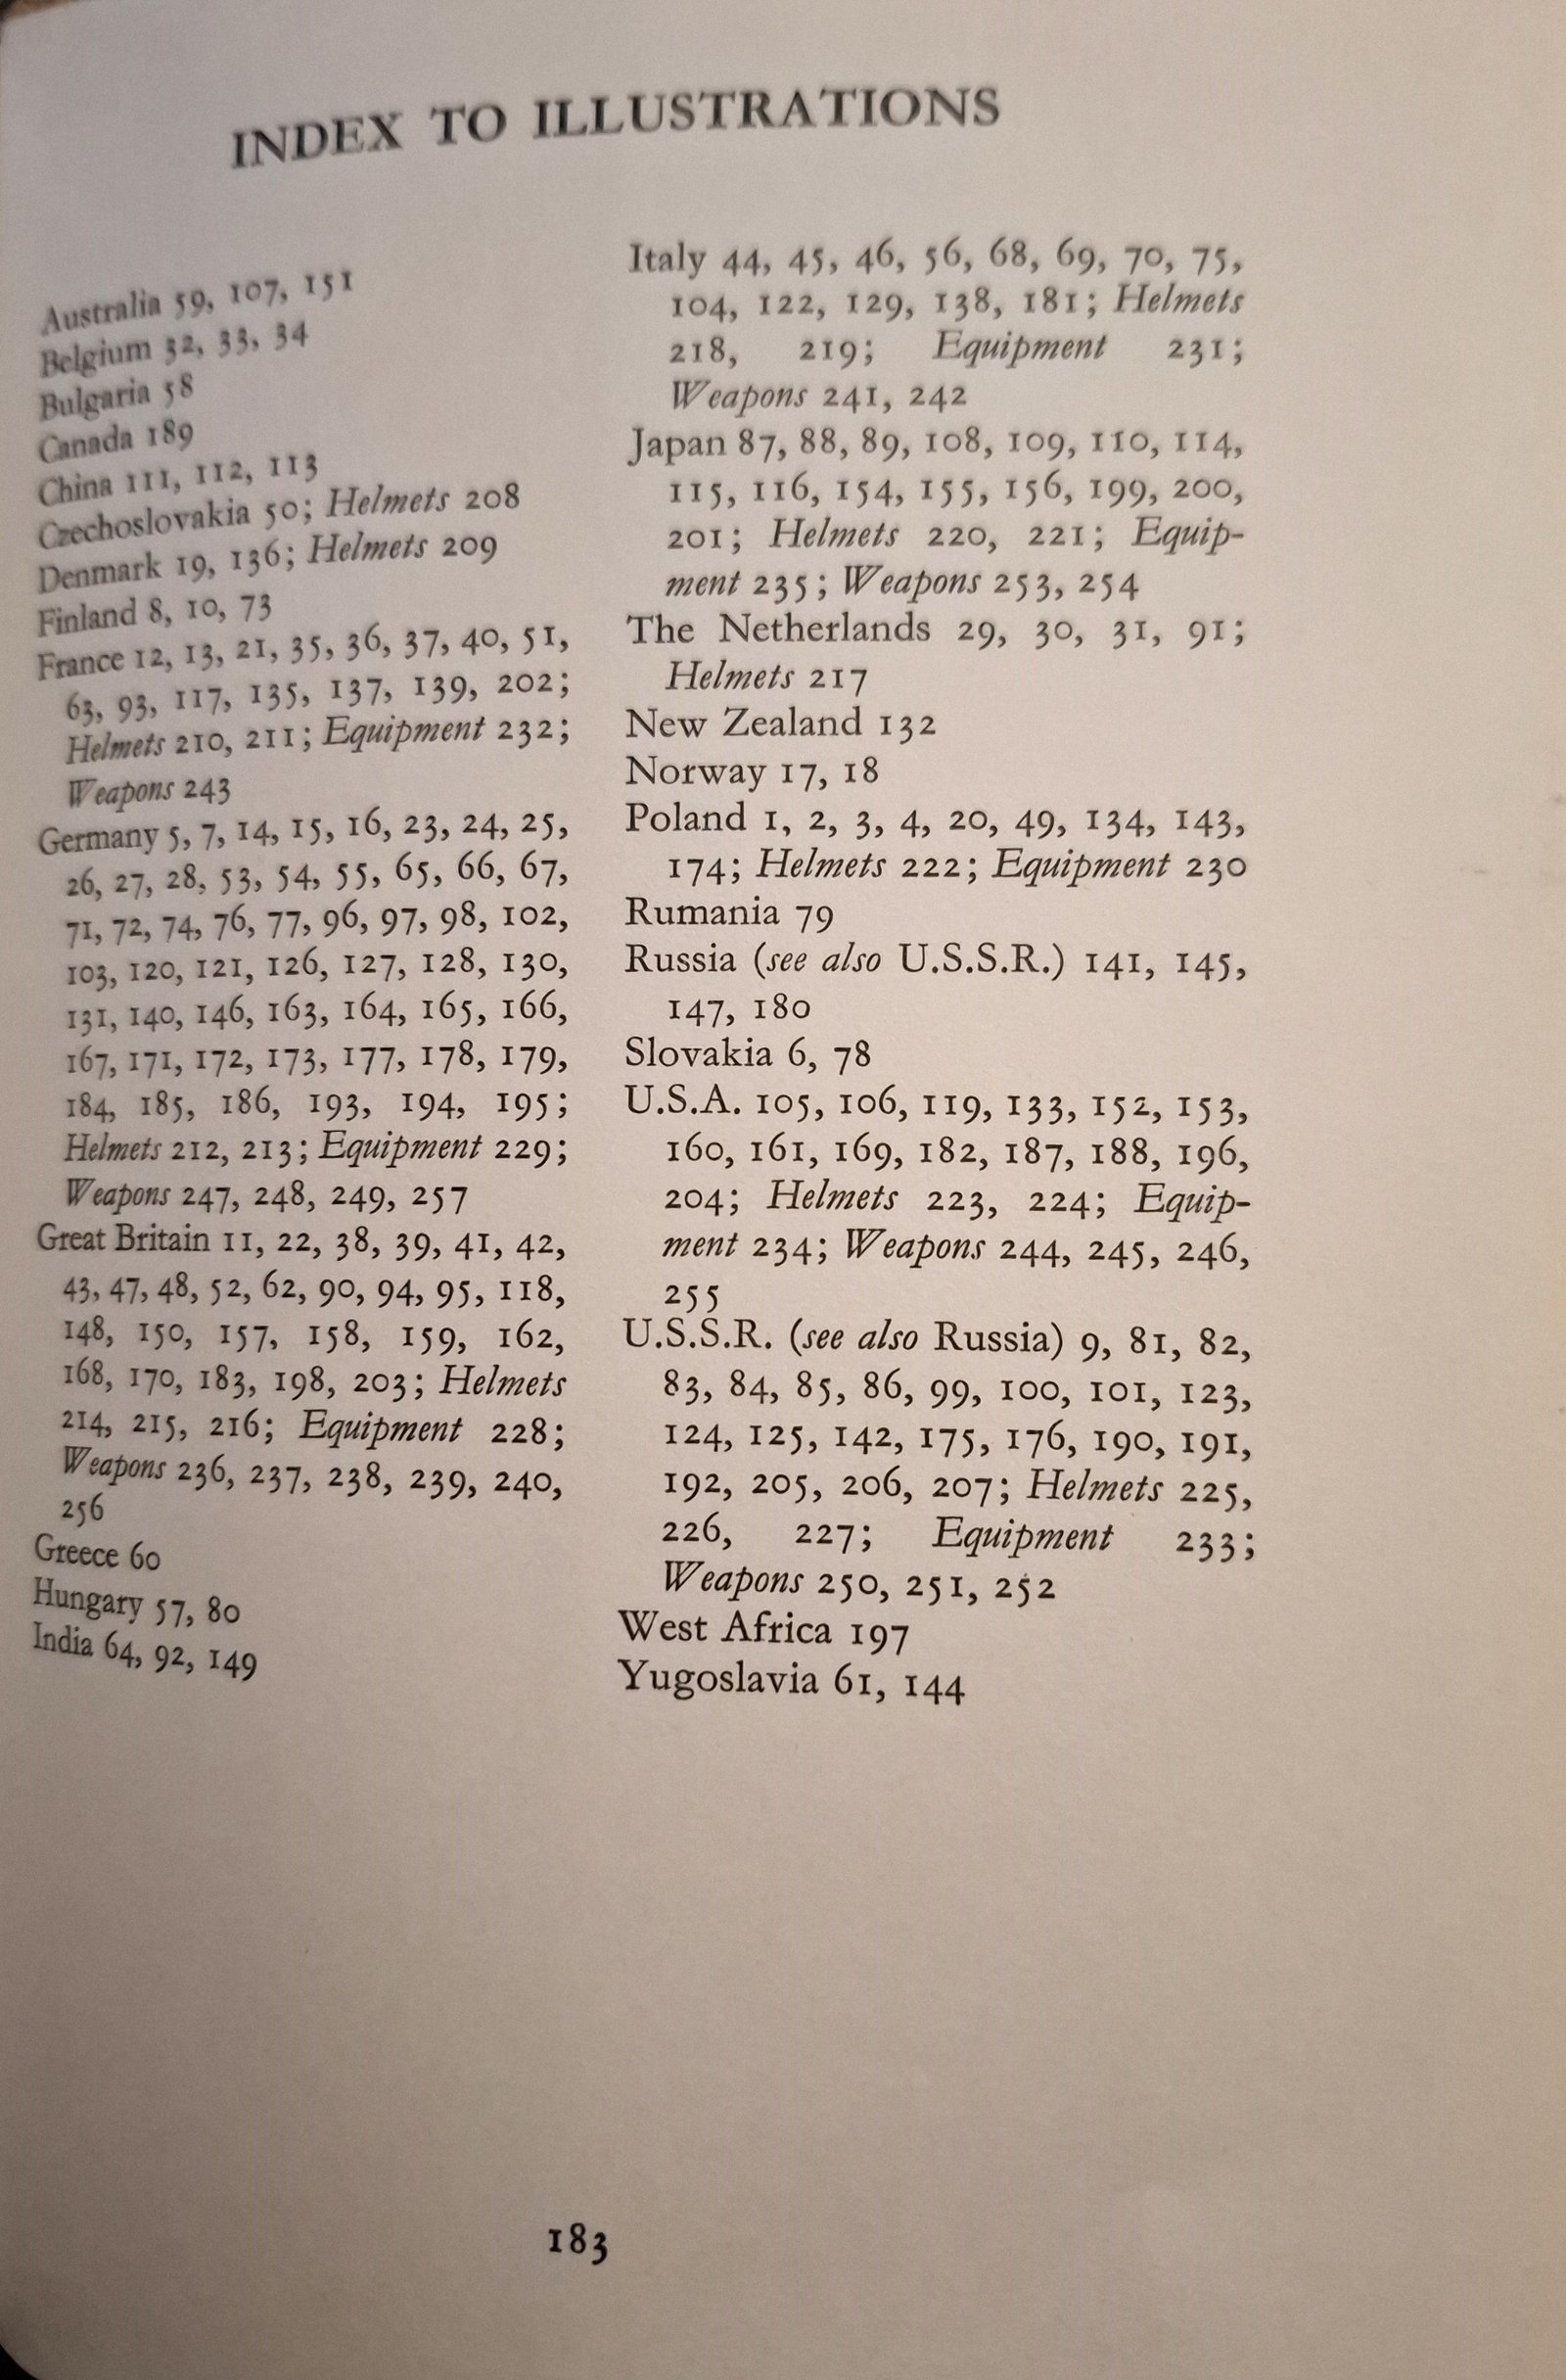 INDEX TO ILLUSTRATIONS
Australia 59, 107, 151
Belgium 32, 33, 34
Bulgaria 58
Canada 189
China 111, 112, 113
Czechoslovakia 50; Helmets 208
Denmark 19, 136; Helmets 209
Finland 8, 10, 73
France 12, 13, 21, 35, 36, 37, 40, 51,
63, 93, 117, 135, 137, 139, 202;
Helmets 210, 211; Equipment 232;
Weapons 243
Germany 5, 7, 14, 15, 16, 23, 24, 25,
26, 27, 28, 53, 54, 55, 65, 66, 67,
71, 72, 74, 76, 77, 96, 97, 98, 102,
103, 120, 121, 126, 127, 128, 130,
131, 140, 146, 163, 164, 165, 166,
167, 171, 172, 173, 177, 178, 179,
184, 185, 186, 193, 194, 195;
Helmets 212, 213; Equipment 229;
Weapons 247, 248, 249, 257
Great Britain 11, 22, 38, 39, 41, 42,
43, 47, 48, 52, 62, 90, 94, 95, 118,
148, 150, 157, 158, 159, 162,
168, 170, 183, 198, 203; Helmets
214, 215, 216; Equipment 228;
Weapons 236, 237, 238, 239, 240,
256
Greece 60
Hungary 57, 80
India 64, 92, 149
Italy 44, 45, 46, 56, 68, 69, 70, 75,
104, 122, 129, 138, 181; Helmets
218, 219; Equipment 231;
Weapons 241, 242
Japan 87, 88, 89, 108, 109, 110, 114,
115, 116, 154, 155, 156, 199, 200,
201; Helmets 220, 221; Equip-
ment 235; Weapons 253, 254
The Netherlands 29, 30, 31, 91;
Helmets 217
New Zealand 132
Norway 17, 18
Poland 1, 2, 3, 4, 20, 49, 134, 143,
174; Helmets 222; Equipment 230
Rumania 79
Russia (see also U.S.S.R.) 141, 145,
147, 180
Slovakia 6, 78
U.S.A. 105, 106, 119, 133, 152, 153,
160, 161, 169, 182, 187, 188, 196,
204; Helmets 223, 224; Equip-
ment 234; Weapons 244, 245, 246,
255
U.S.S.R. (see also Russia) 9, 81, 82,
83, 84, 85, 86, 99, 100, 101, 123,
124, 125, 142, 175, 176, 190, 191,
192, 205, 206, 207; Helmets 225,
226, 227; Equipment 233;
Weapons 250, 251, 252
West Africa 197
Yugoslavia 61, 144
183